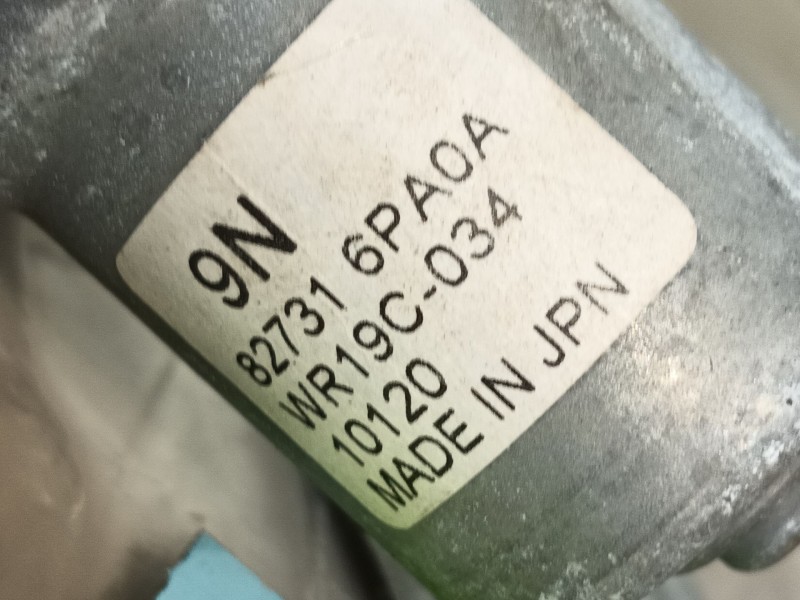 9N
82731 6PA0A
WR19C-034
10120
MADE IN JPN